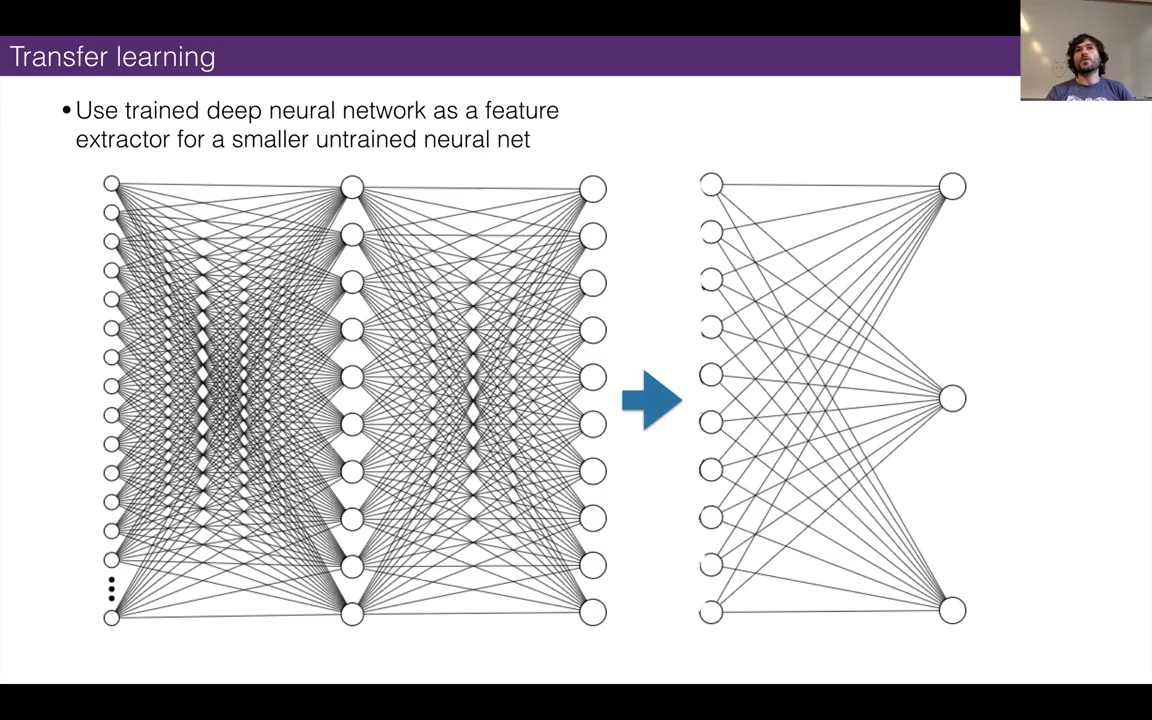 Transfer learning
•Use trained deep neural network as a feature
extractor for a smaller untrained neural net